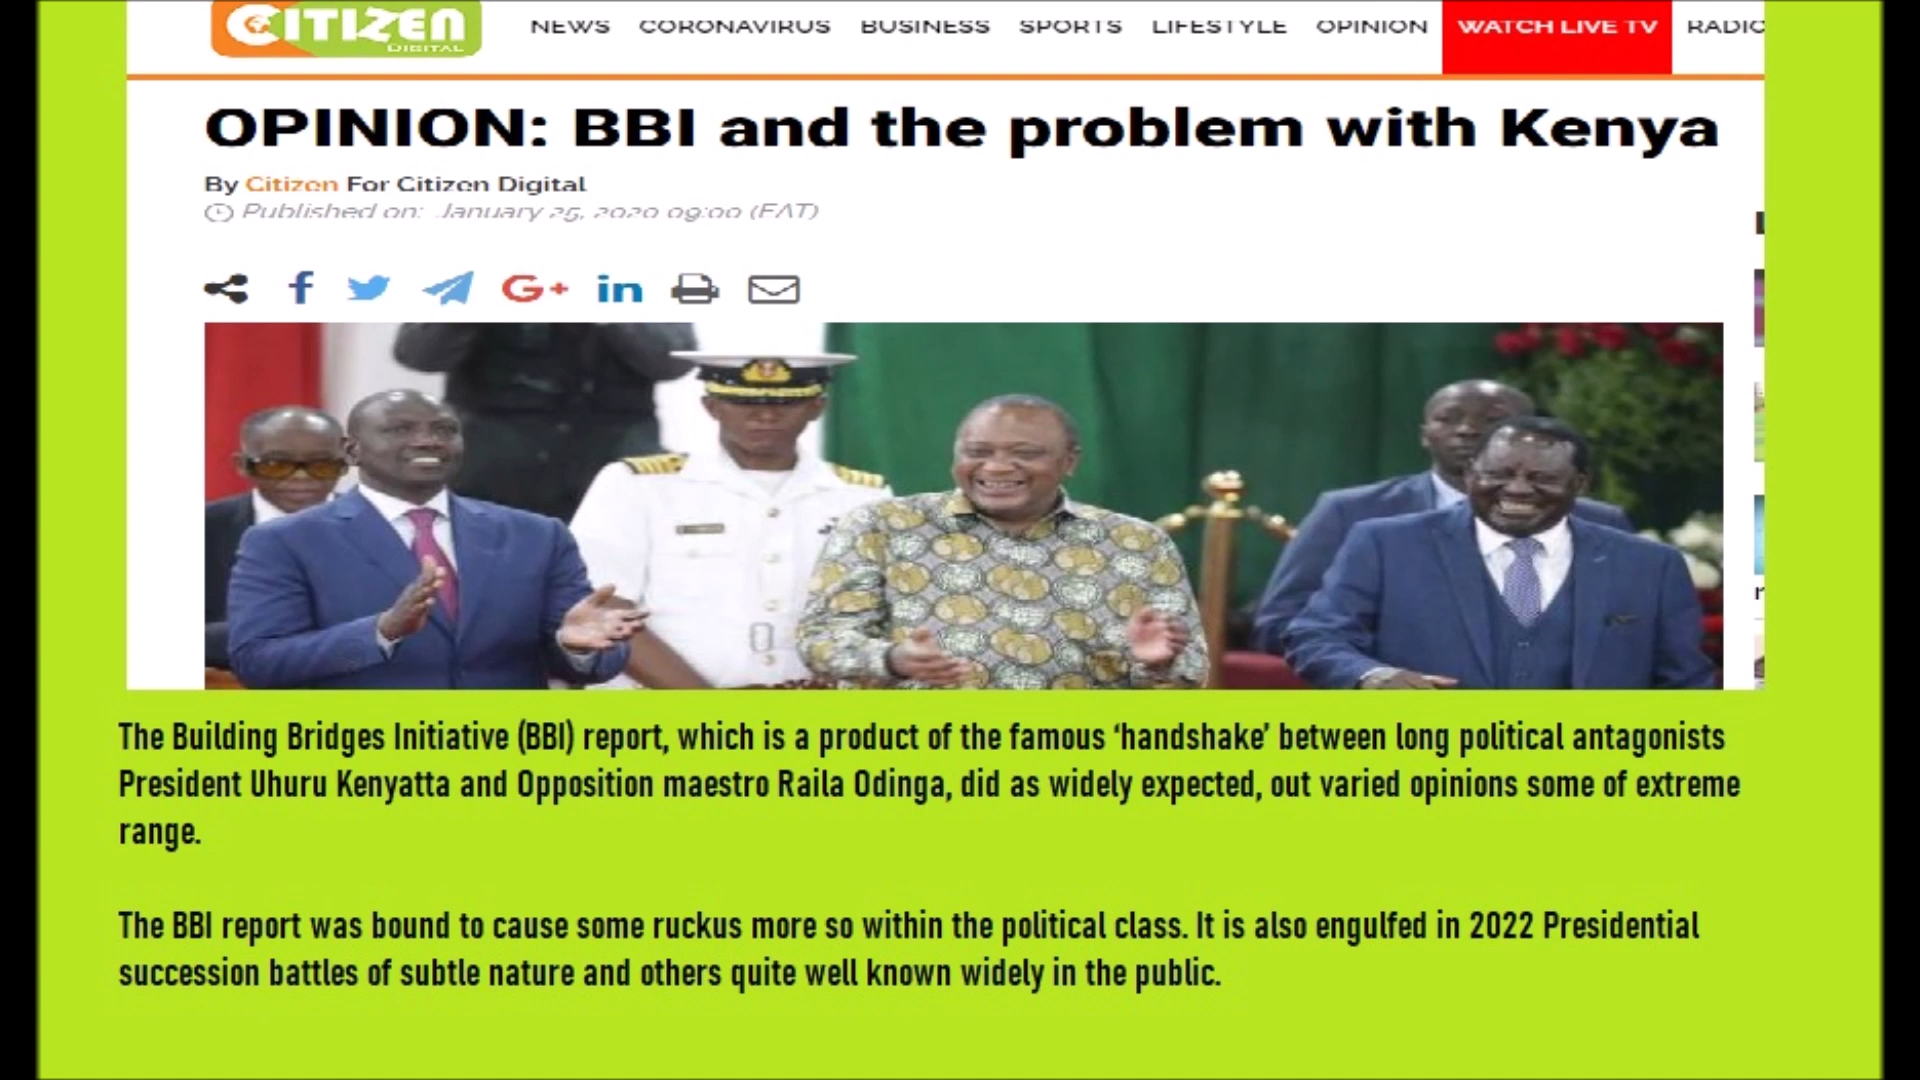 CITIZEN
DIGITAL
NEWS CORONAVIRUS BUSINESS SPORTS LIFESTYLE OPINION WATCH LIVE TV RADIO
OPINION: BBI and the problem with Kenya
By Citizen For Citizen Digital
Published on: January 25, 2020 09:00 (EAT)
The Building Bridges Initiative (BBI) report, which is a product of the famous ‘handshake’ between long political antagonists
President Uhuru Kenyatta and Opposition maestro Raila Odinga, did as widely expected, out varied opinions some of extreme
range.
The BBI report was bound to cause some ruckus more so within the political class. It is also engulfed in 2022 Presidential
succession battles of subtle nature and others quite well known widely in the public.